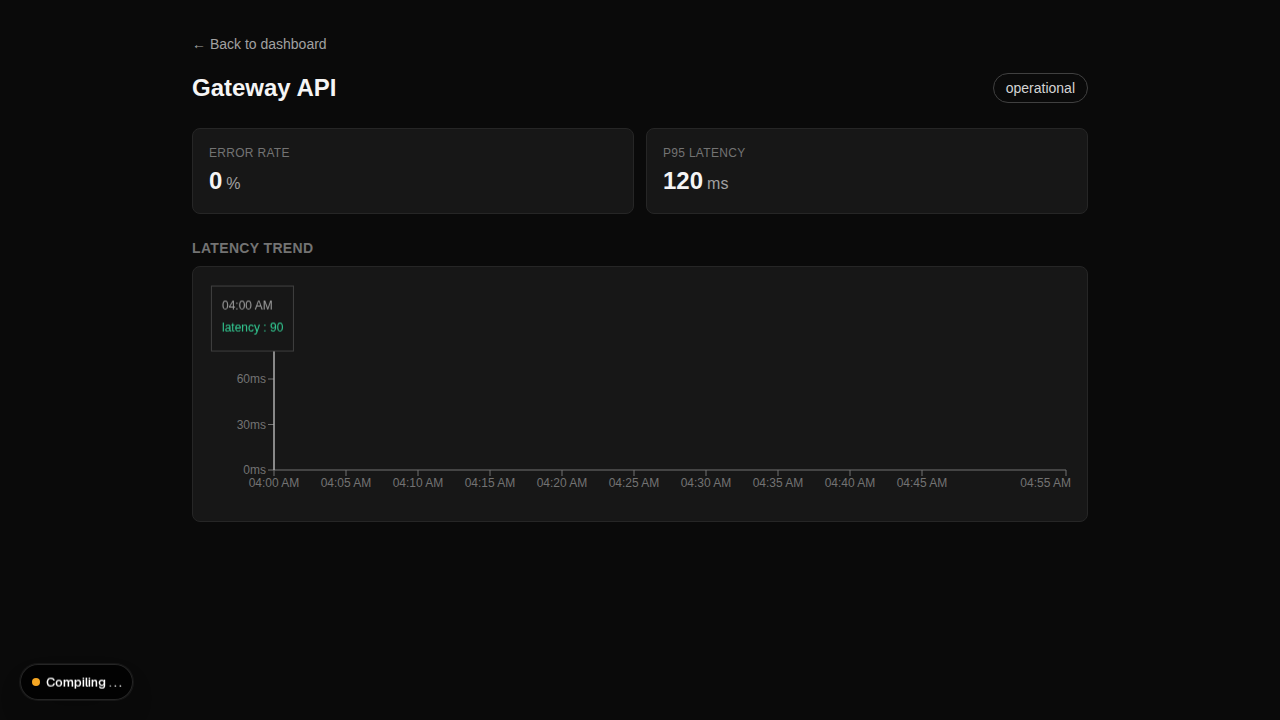 ← Back to dashboard
Gateway API
operational
ERROR RATE
0 %
P95 LATENCY
120 ms
LATENCY TREND
04:00 AM
latency : 90
60ms
30ms
0ms
04:00 AM 04:05 AM 04:10 AM 04:15 AM 04:20 AM 04:25 AM 04:30 AM 04:35 AM 04:40 AM 04:45 AM 04:55 AM
Compiling ...